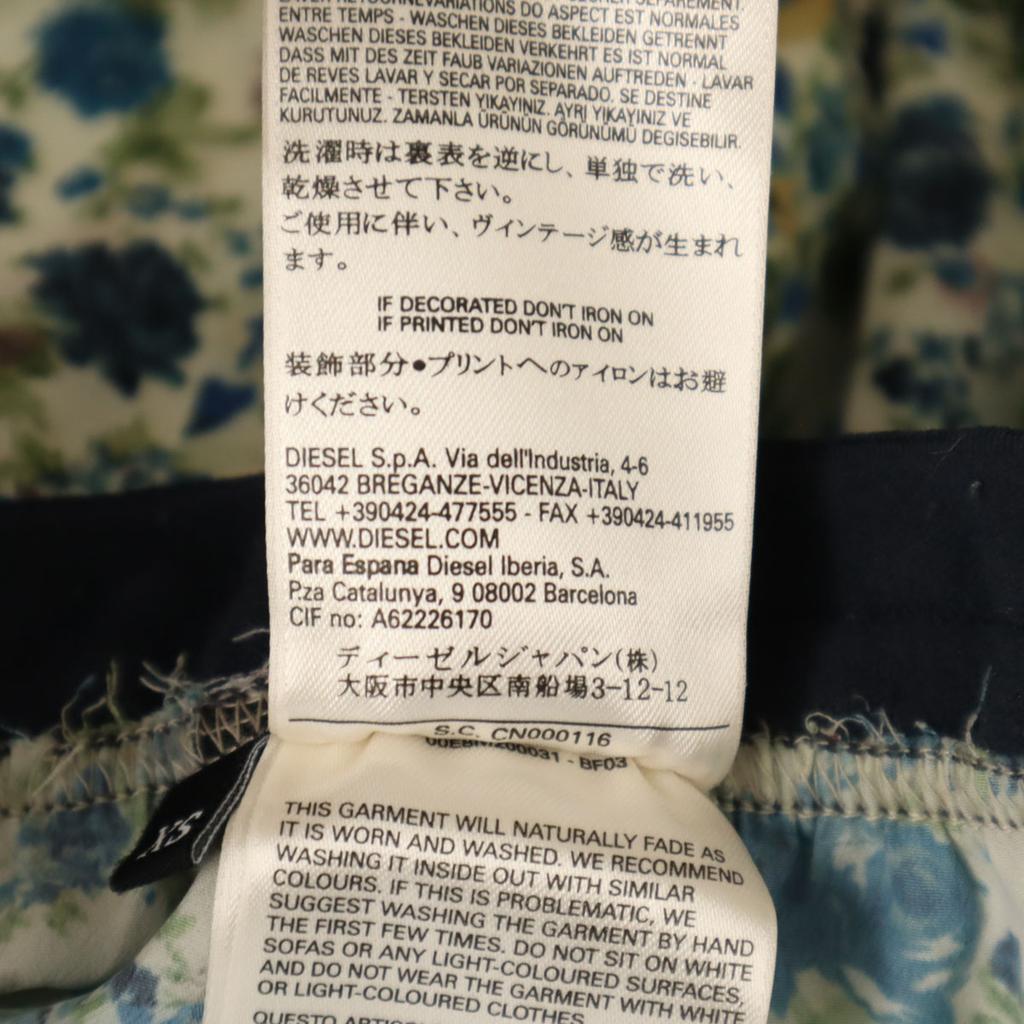 RETOURNEVARIATIONS DO ASPECT EST NORMALES
ENTRE TEMPS - WASCHEN DIESES BEKLEIDEN GETRENNT
WASCHEN DIESES BEKLEIDEN VERKEHRT ES IST NORMAL
DASS MIT DES ZEIT FAUB VARIAZIONEN AUFTREDEN - LAVAR
DE REVES LAVAR Y SECAR POR SEPARADO. SE DESTINE
FACILMENTE - TERSTEN YIKAYINIZ. AYRI YIKAYINIZ VE
KURUTUNUZ. ZAMANLA ÜRÜNÜN GÖRÜNÜMÜ DEGISEBILIR.
洗濯時は裏表を逆にし、単独で洗い、
乾燥させて下さい。
ご使用に伴い、ヴィンテージ感が生まれ
ます。
IF DECORATED DON'T IRON ON
IF PRINTED DON'T IRON ON
装飾部分●プリントへのアイロンはお避
けください。
DIESEL S.p.A. Via dell'Industria, 4-6
36042 BREGANZE-VICENZA-ITALY
TEL +390424-477555 - FAX +390424-411955
WWW.DIESEL.COM
Para Espana Diesel Iberia, S.A.
P.za Catalunya, 9 08002 Barcelona
CIF no: A62226170
ディーゼルジャパン(株)
大阪市中央区南船場3-12-12
S.C. CN000116
- BF03
XS
THIS GARMENT WILL NATURALLY FADE AS
IT IS WORN AND WASHED. WE RECOMMEND
WASHING IT INSIDE OUT WITH SIMILAR
COLOURS. IF THIS IS PROBLEMATIC, WE
SUGGEST WASHING THE GARMENT BY HAND
THE FIRST FEW TIMES. DO NOT SIT ON WHITE
SOFAS OR ANY LIGHT-COLOURED SURFACES,
AND DO NOT WEAR THE GARMENT WITH WHITE
OR LIGHT-COLOURED CLOTHES.
QUESTO